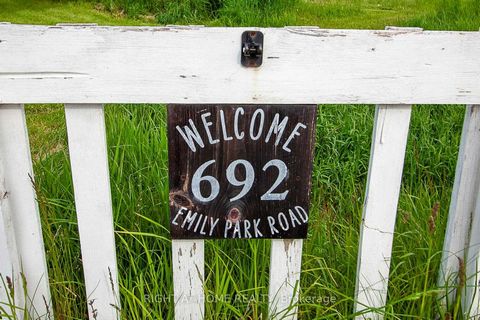 WELCOME
692
EMILY PARK ROAD
RIGHT AT HOME REALTY, Brokerage